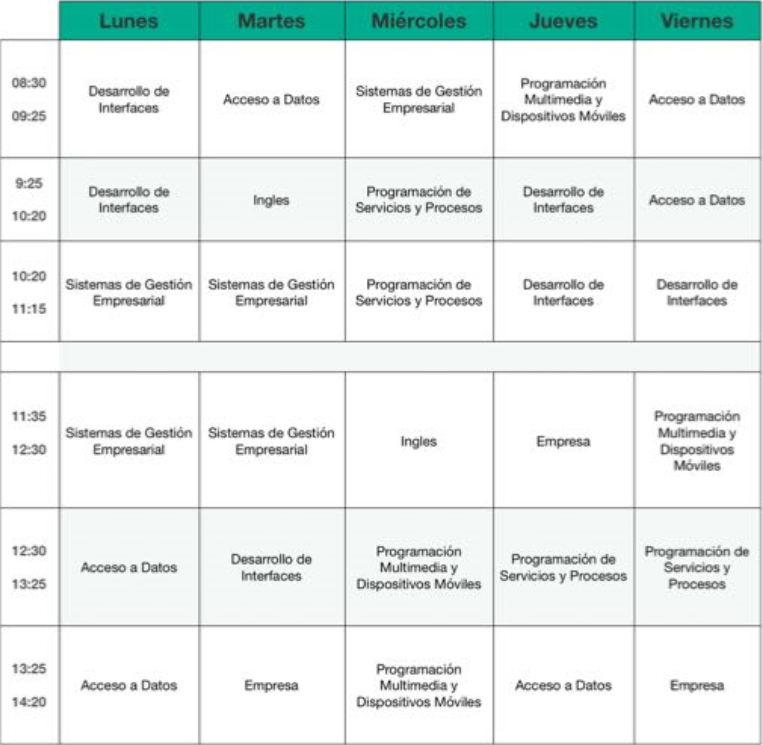 Lunes Martes Miércoles Jueves Viernes
08:30
09:25
Desarrollo de
Interfaces
Acceso a Datos
Sistemas de Gestión
Empresarial
Programación
Multimedia y
Dispositivos Móviles
Acceso a Datos
9:25
10:20
Desarrollo de
Interfaces
Ingles
Programación de
Servicios y Procesos
Desarrollo de
Interfaces
Acceso a Datos
10:20
11:15
Sistemas de Gestión
Empresarial
Sistemas de Gestión
Empresarial
Programación de
Servicios y Procesos
Desarrollo de
Interfaces
Desarrollo de
Interfaces
11:35
12:30
Sistemas de Gestión
Empresarial
Sistemas de Gestión
Empresarial
Ingles
Empresa
Programación
Multimedia y
Dispositivos
Móviles
12:30
13:25
Acceso a Datos
Desarrollo de
Interfaces
Programación
Multimedia y
Dispositivos Móviles
Programación de
Servicios y Procesos
Programación de
Servicios y
Procesos
13:25
14:20
Acceso a Datos
Empresa
Programación
Multimedia y
Dispositivos Móviles
Acceso a Datos
Empresa